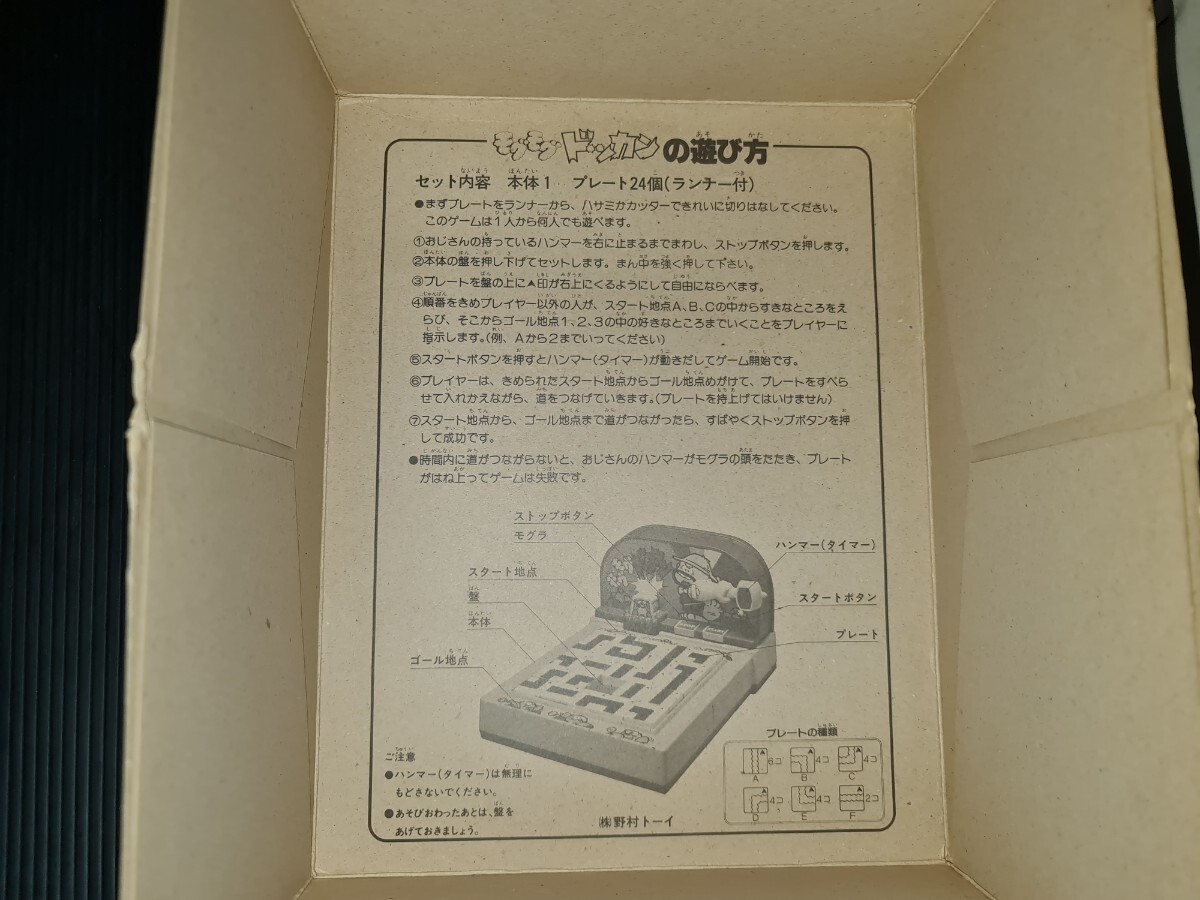 モグモグドッカンの遊び方
セット内容 本体1 プレート24個(ランナー付)
●まずプレートをランナーから、ハサミかカッターできれいに切りはなしてください。
このゲームは1人から何人でも遊べます。
①おじさんの持っているハンマーを右に止まるまでまわし、ストップボタンを押します。
②本体の盤を押し下げてセットします。まん中を強く押して下さい。
③プレートを盤の上に▲印が右上にくるようにして自由にならべます。
④順番をきめプレイヤー以外の人が、スタート地点A、B、Cの中からすきなところをえ
らび、そこからゴール地点1、2、3の中の好きなところまでいくことをプレイヤーに
指示します。(例、Aから2までいってください)
⑤スタートボタンを押すとハンマー(タイマー)が動きだしてゲーム開始です。
⑥プレイヤーは、きめられたスタート地点からゴール地点めがけて、プレートをすべら
せて入れかえながら、道をつなげていきます。(プレートを持上げてはいけません)
⑦スタート地点から、ゴール地点まで道がつながったら、すばやくストップボタンを押
して成功です。
●時間内に道がつながらないと、おじさんのハンマーがモグラの頭をたたき、プレート
がはね上ってゲームは失敗です。
ストップボタン
モグラ
ハンマー(タイマー)
スタート地点
盤
スタートボタン
本体
プレート
ゴール地点
プレートの種類
A 6コ
B 4コ
C 4コ
D 4コ
E 4コ
F 2コ
ご注意
●ハンマー(タイマー)は無理に
もどさないでください。
●あそびおわったあとは、盤を
あげておきましょう。
㈱野村トーイ